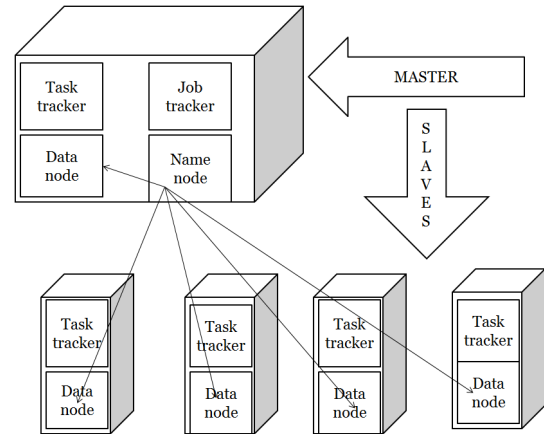 Task
tracker
Job
tracker
MASTER
Data
node
Name
node
S
L
A
V
E
S
Task
tracker
Data
node
Task
tracker
Data
node
Task
tracker
Data
node
Task
tracker
Data
node